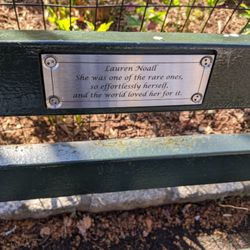 Lauren Noall
She was one of the rare ones,
so effortlessly herself,
and the world loved her for it.